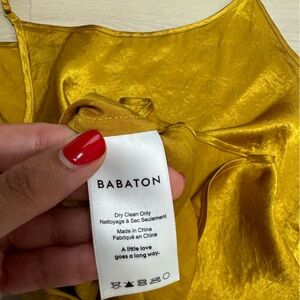 BABATON
Dry Clean Only
Nettoyage à Sec Seulement
Made in China
Fabriqué en Chine
A little love
goes a long way.